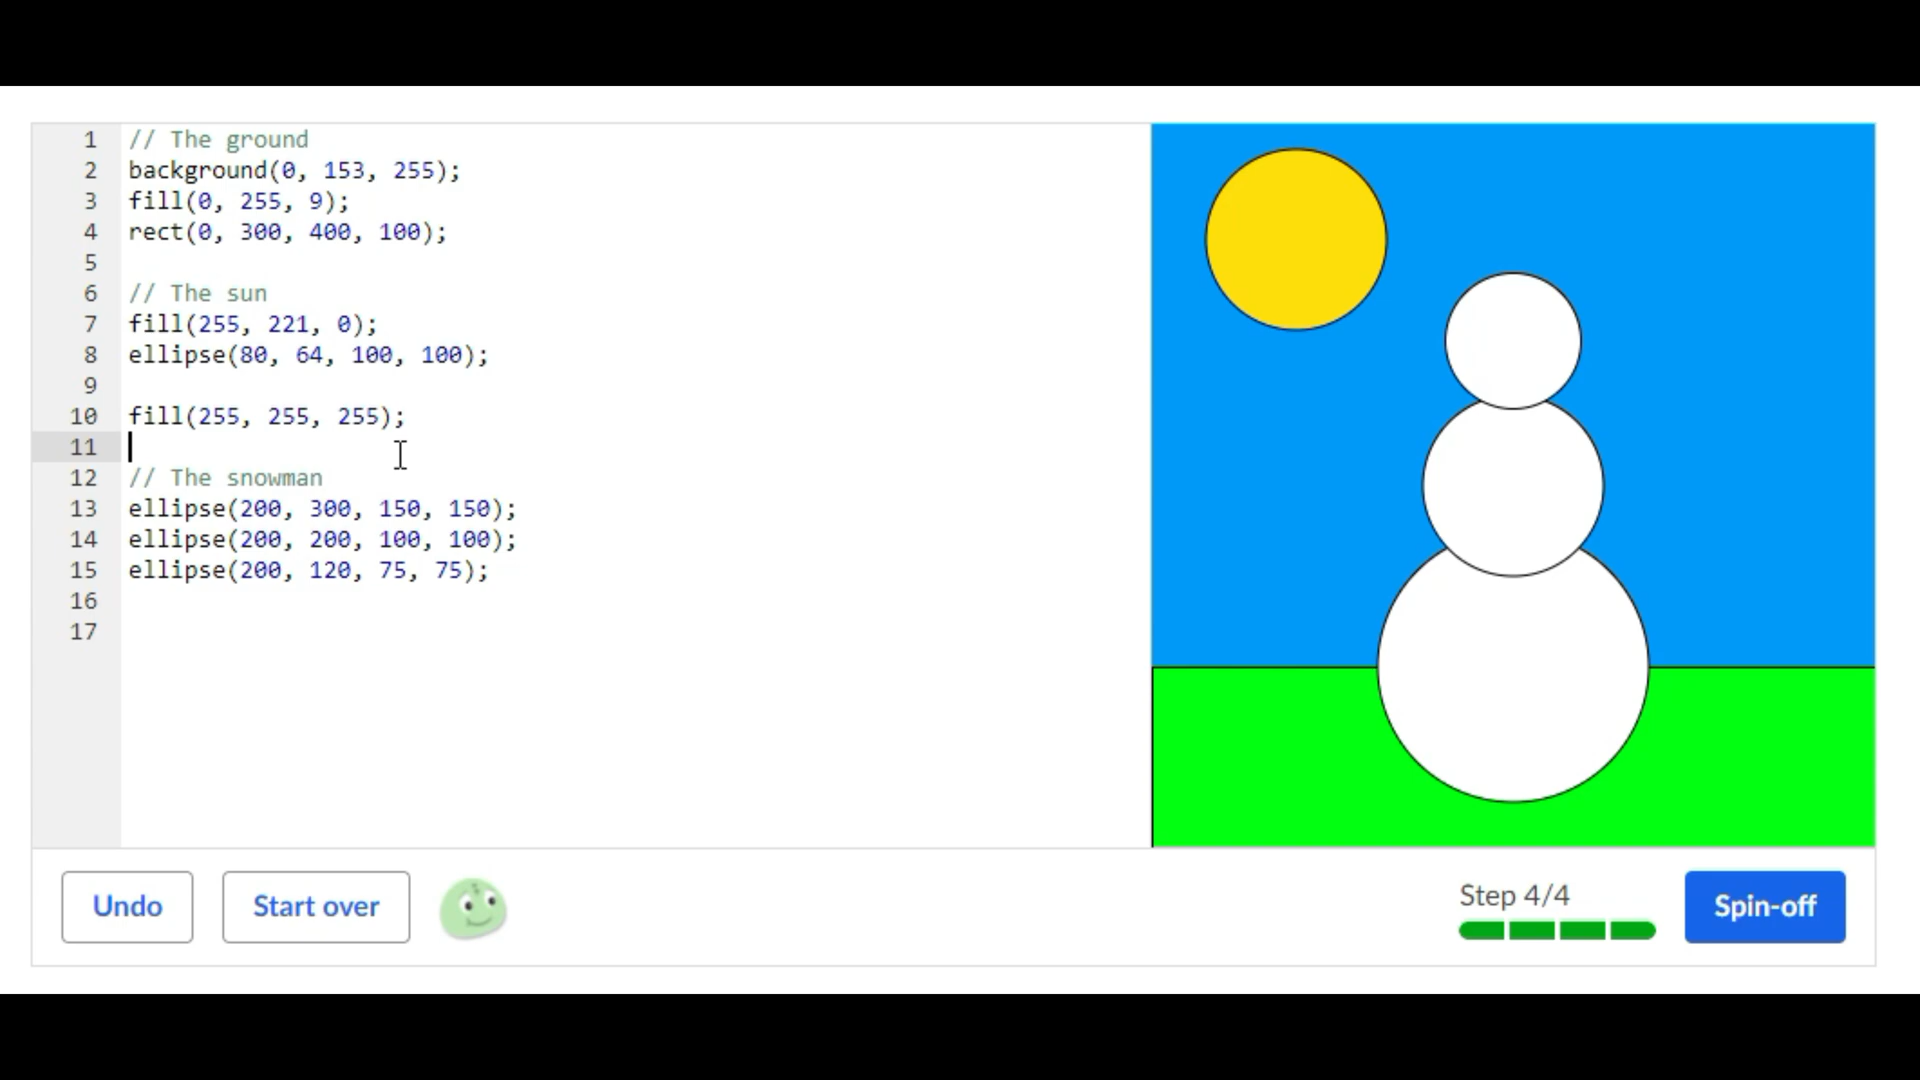 1 // The ground
2 background(0, 153, 255);
3 fill(0, 255, 9);
4 rect(0, 300, 400, 100);
5
6 // The sun
7 fill(255, 221, 0);
8 ellipse(80, 64, 100, 100);
9
10 fill(255, 255, 255);
11
12 // The snowman
13 ellipse(200, 300, 150, 150);
14 ellipse(200, 200, 100, 100);
15 ellipse(200, 120, 75, 75);
16
17
Undo
Start over
Step 4/4
Spin-off